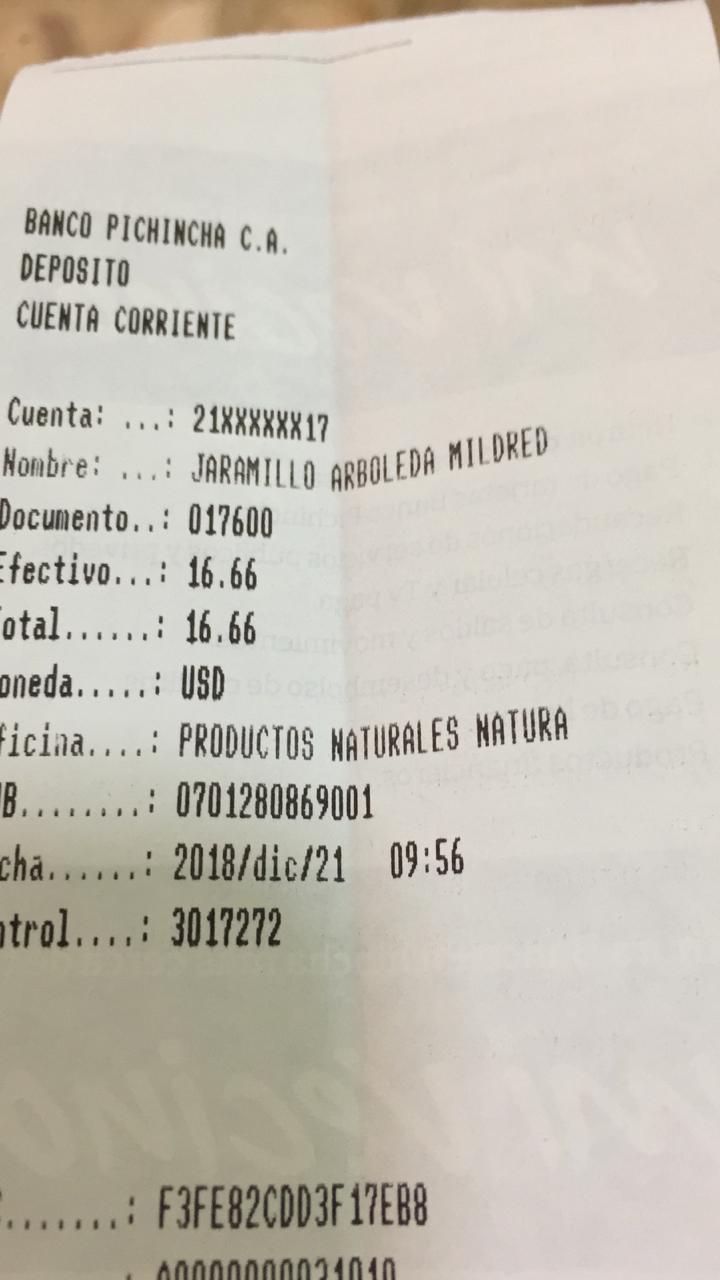 BANCO PICHINCHA C.A.
DEPOSITO
CUENTA CORRIENTE
Cuenta: ...: 21XXXXXX17
Nombre: ...: JARAMILLO ARBOLEDA MILDRED
Documento..: 017600
Efectivo...: 16.66
otal......: 16.66
oneda.....: USD
ficina....: PRODUCTOS NATURALES NATURA
B........: 0701280869001
cha......: 2018/dic/21 09:56
ntrol....: 3017272
.......: F3FE82CDD3F17EB8
: A0000000031010